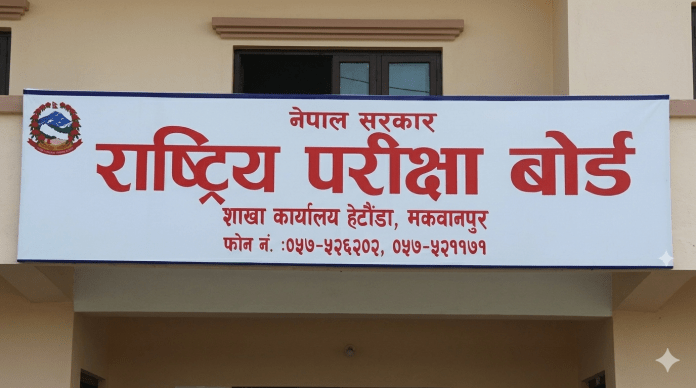 नेपाल सरकार
राष्ट्रिय परीक्षा बोर्ड
शाखा कार्यालय हेटौंडा, मकवानपुर
फोन नं. :०५७-५२६२०२, ०५७-५२११७१